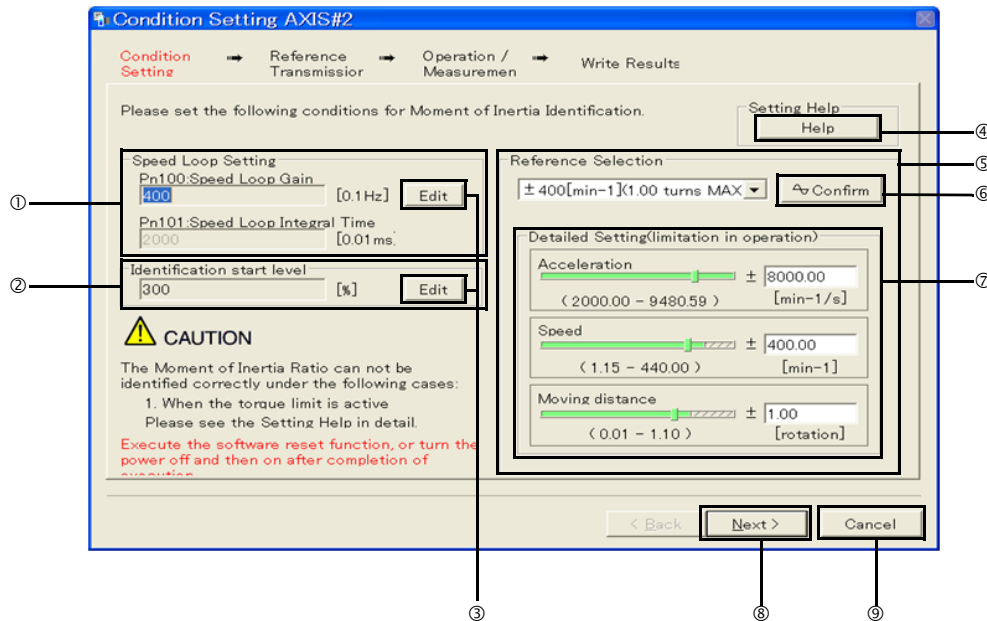 Condition Setting AXIS#2
Condition Setting
Reference Transmissior
Operation / Measuremen
Write Results
Please set the following conditions for Moment of Inertia Identification.
Setting Help
Help
④
⑤
Speed Loop Setting
Pn100:Speed Loop Gain
400 [0.1Hz] Edit
①
Pn101:Speed Loop Integral Time
2000 [0.01ms]
Identification start level
② 300 [%] Edit
CAUTION
The Moment of Inertia Ratio can not be
identified correctly under the following cases:
1. When the torque limit is active
Please see the Setting Help in detail.
Execute the software reset function, or turn the
power off and then on after completion of
execution
Reference Selection
±400[min-1](1.00 turns MAX Confirm
⑥
Detailed Setting(limitation in operation)
Acceleration
± 8000.00
(2000.00 - 9480.59) [min-1/s]
⑦
Speed
± 400.00
(1.15 - 440.00) [min-1]
Moving distance
± 1.00
(0.01 - 1.10) [rotation]
< Back Next > Cancel
③ ⑧ ⑨